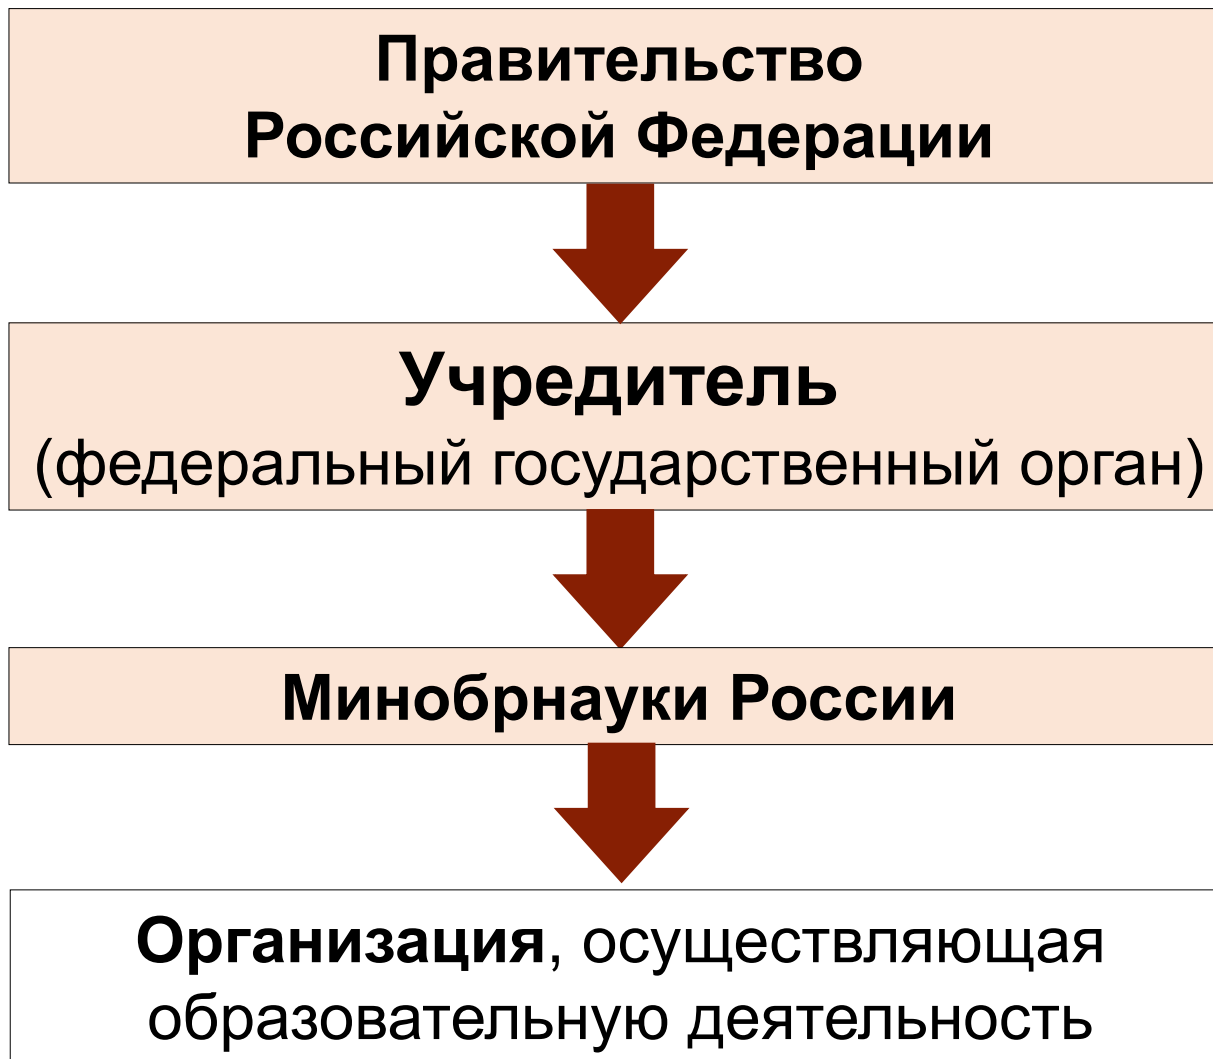 Правительство
Российской Федерации
Учредитель
(федеральный государственный орган)
Минобрнауки России
Организация, осуществляющая
образовательную деятельность